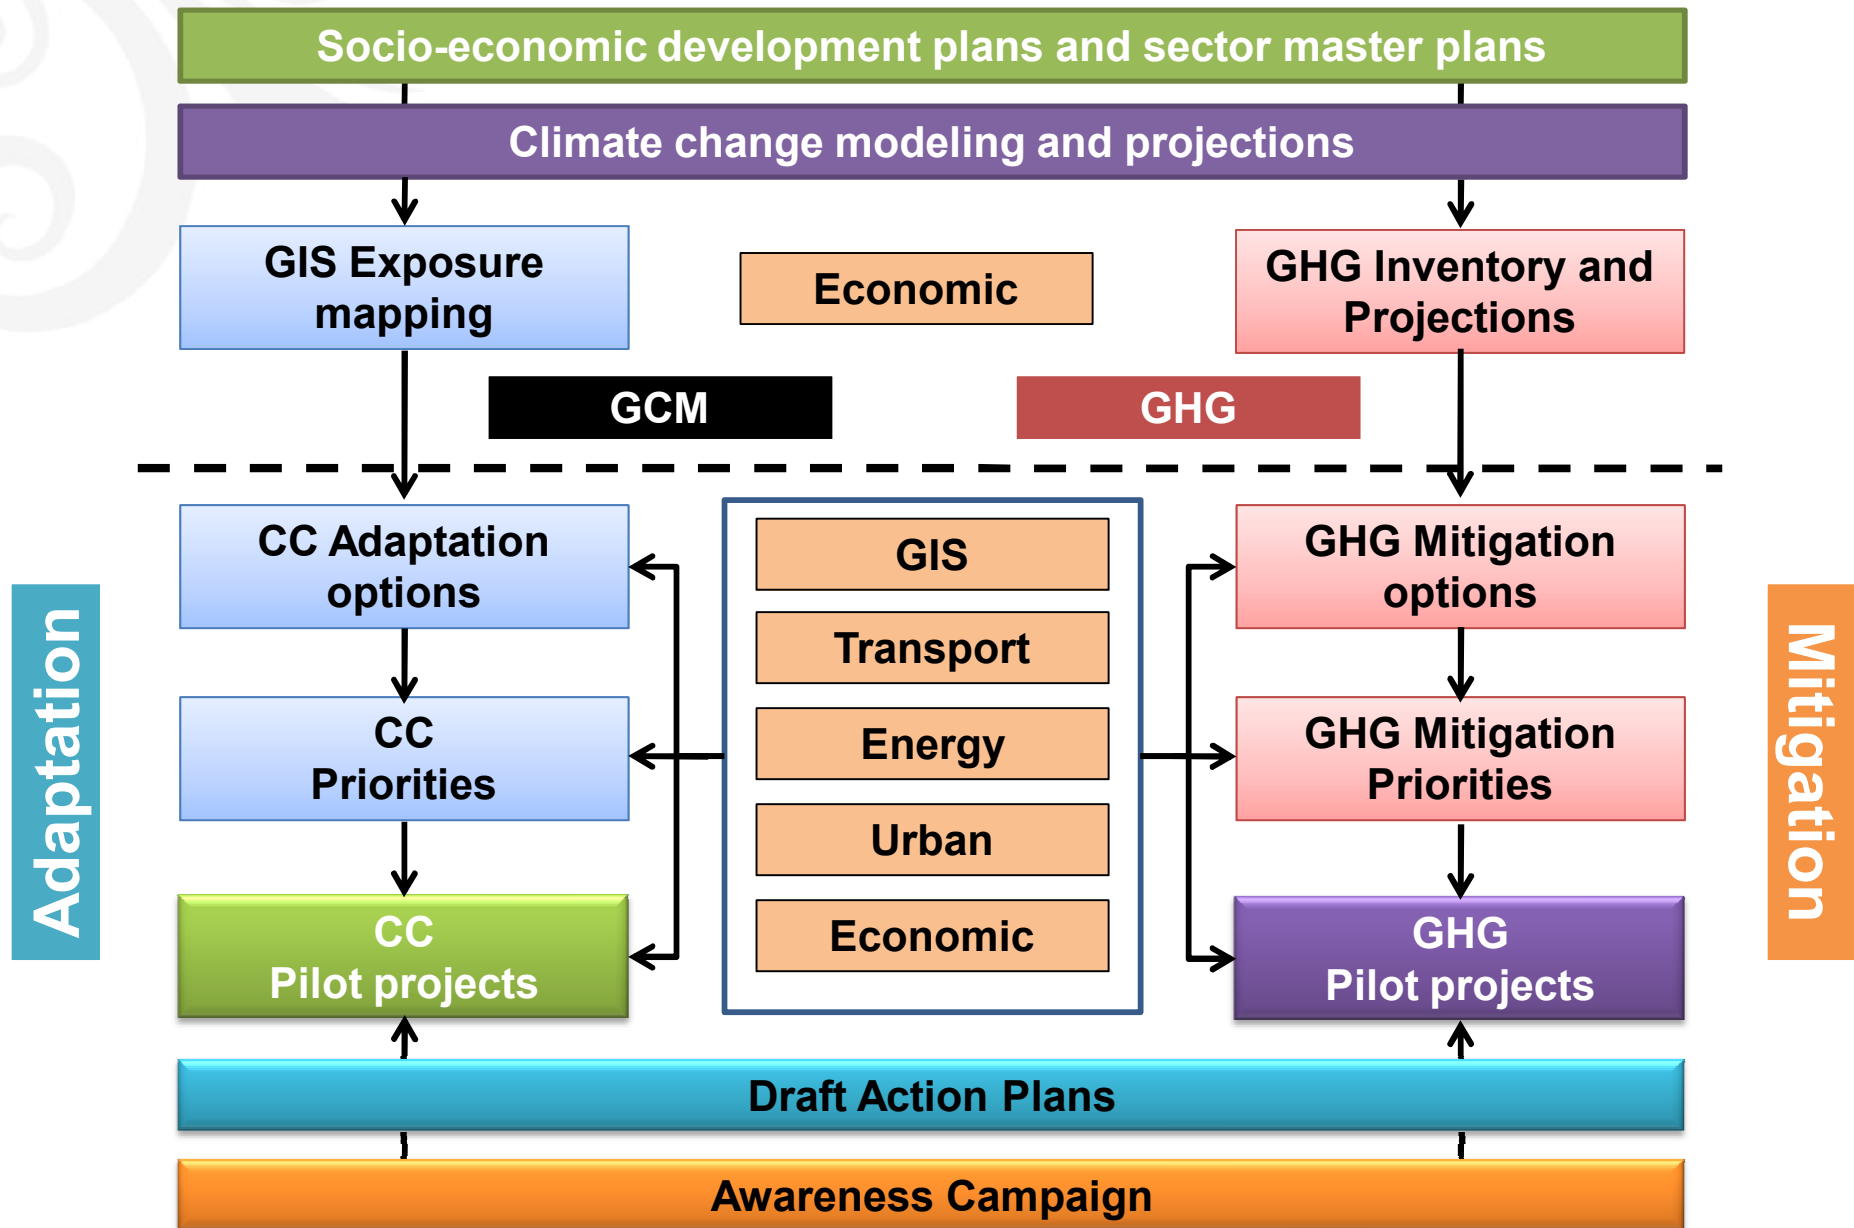 Socio-economic development plans and sector master plans
Climate change modeling and projections
GIS Exposure
mapping
Economic
GHG Inventory and
Projections
GCM
GHG
Adaptation
CC Adaptation
options
CC
Priorities
CC
Pilot projects
GIS
Transport
Energy
Urban
Economic
GHG Mitigation
options
GHG Mitigation
Priorities
GHG
Pilot projects
Mitigation
Draft Action Plans
Awareness Campaign